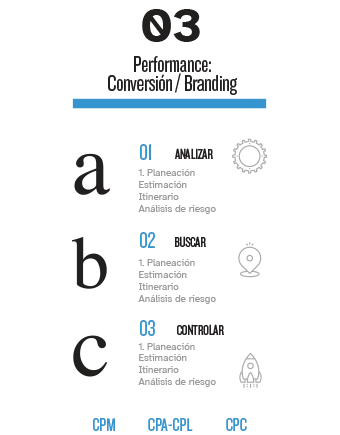 03
Performance:
Conversión / Branding
a
01 ANALIZAR
1. Planeación
Estimación
Itinerario
Análisis de riesgo
b
02 BUSCAR
1. Planeación
Estimación
Itinerario
Análisis de riesgo
c
03 CONTROLAR
1. Planeación
Estimación
Itinerario
Análisis de riesgo
CPM CPA-CPL CPC